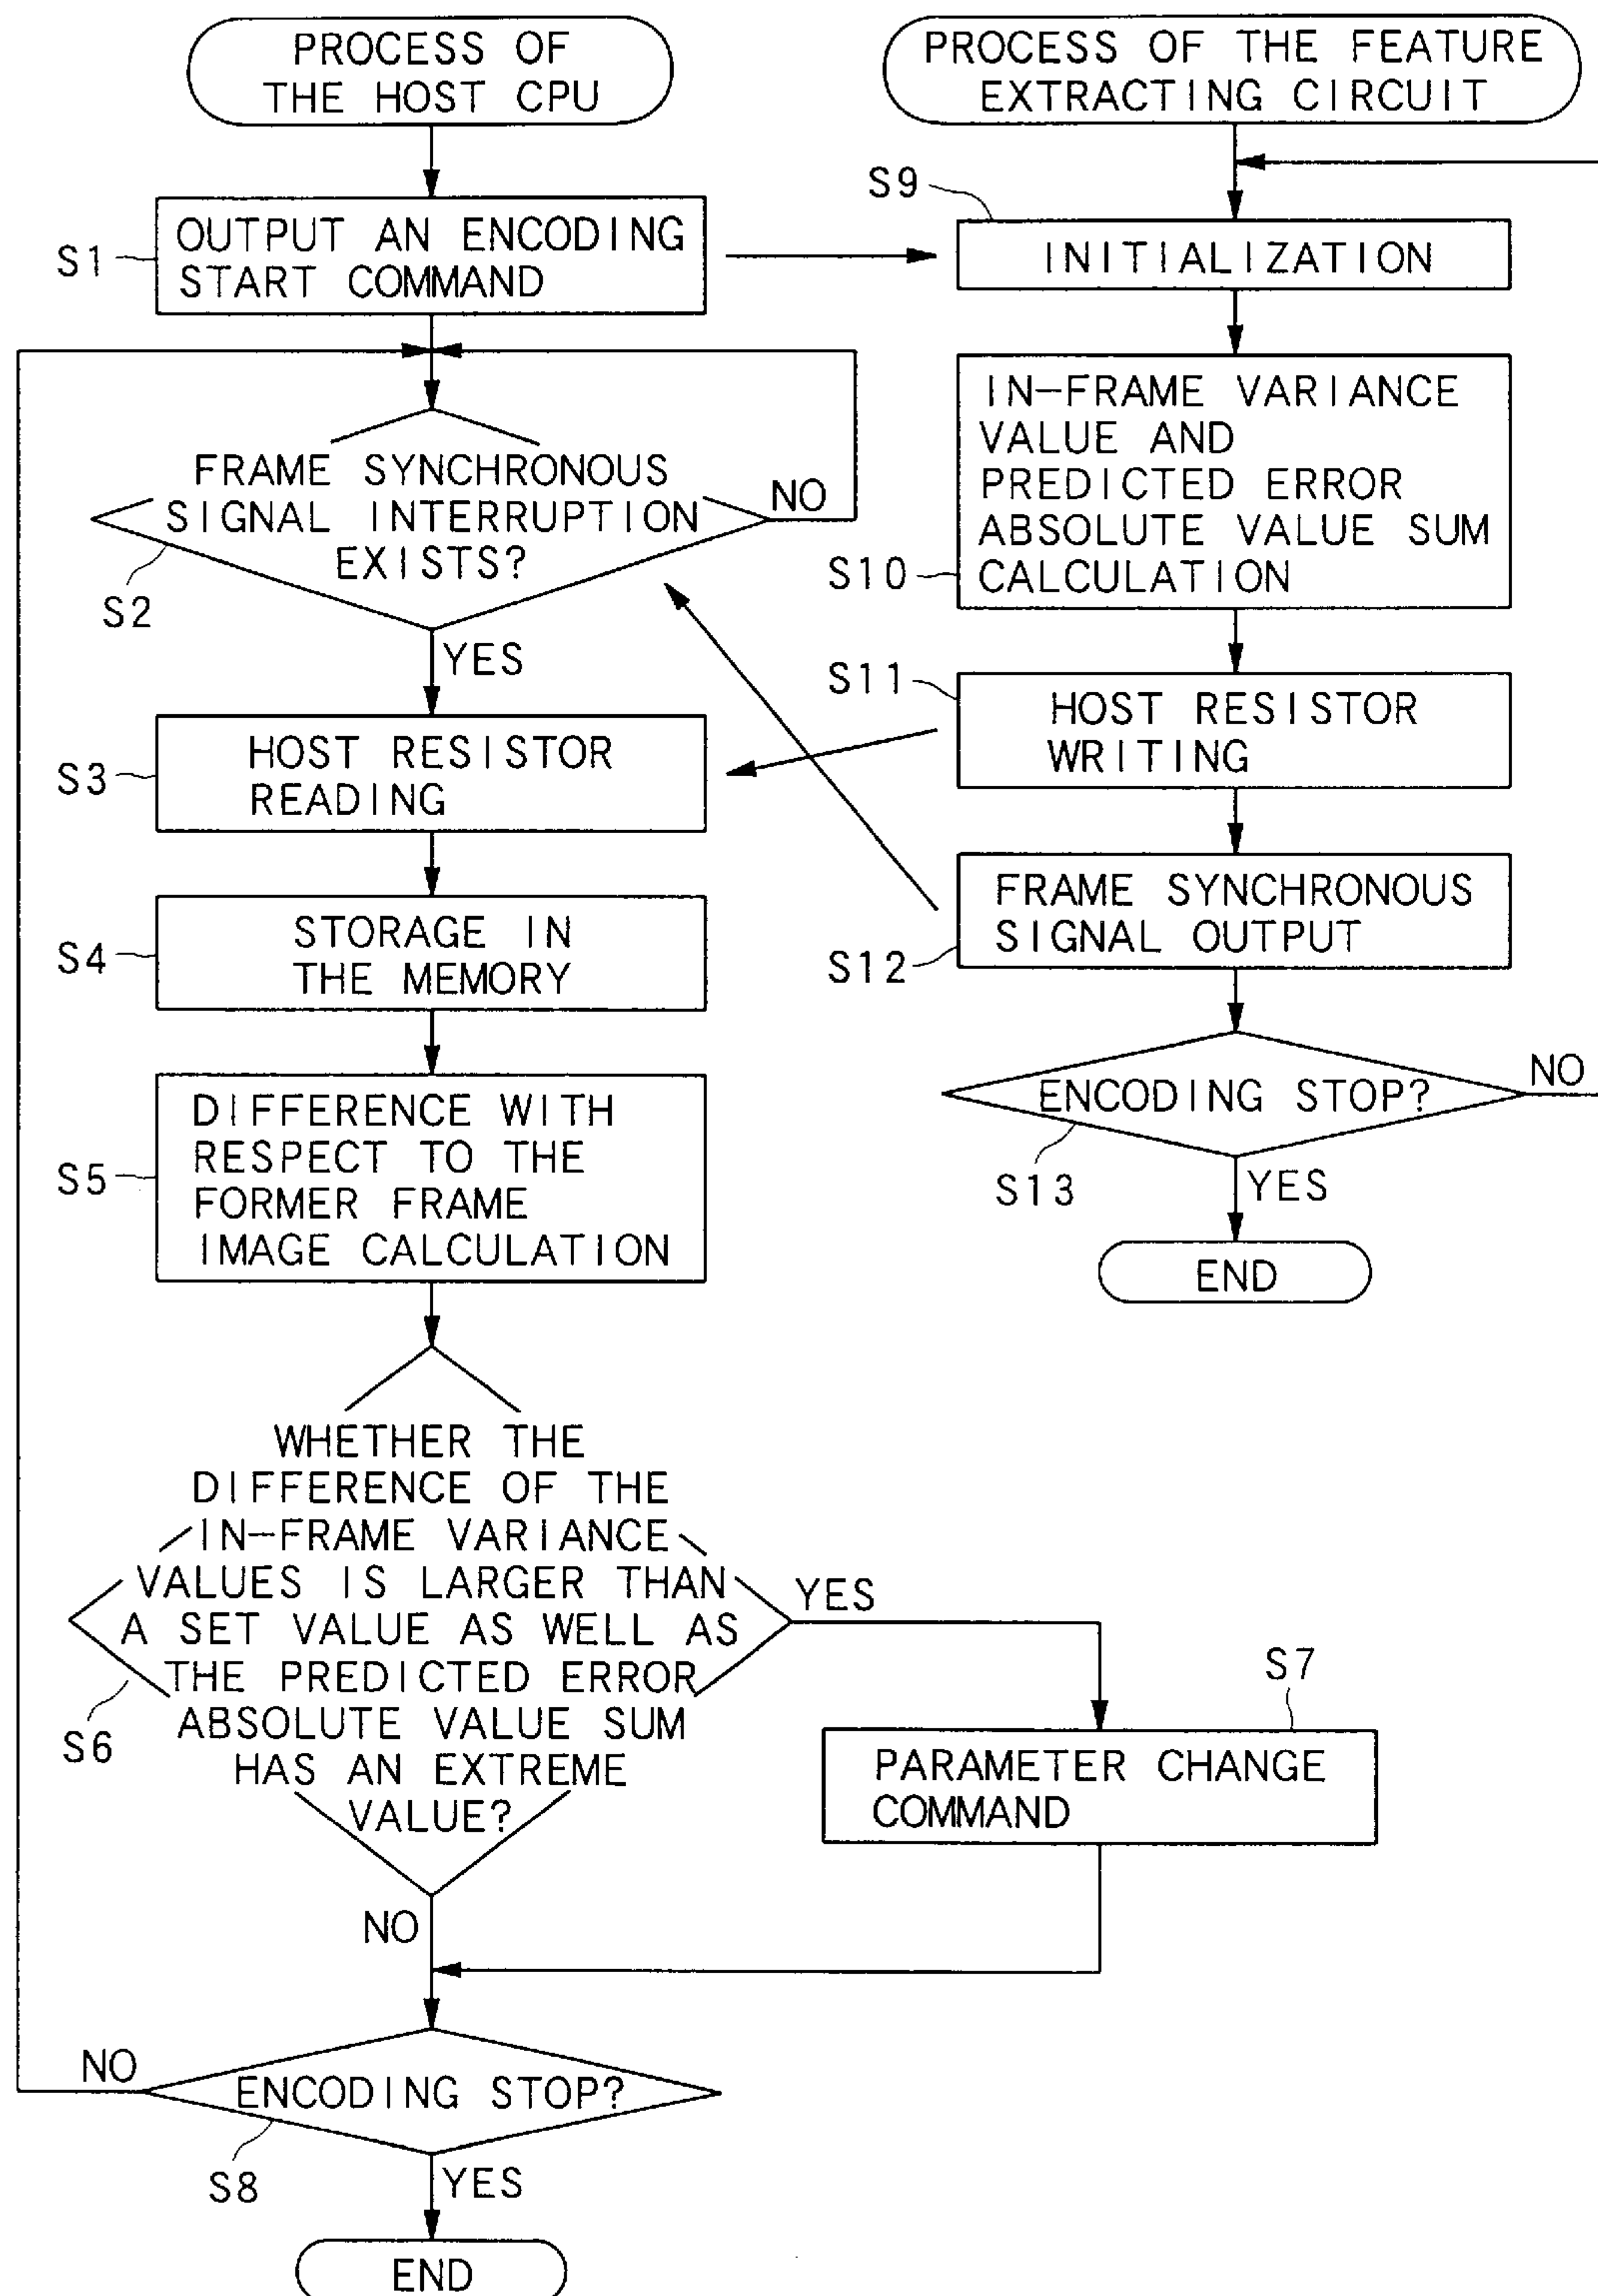 PROCESS OF
THE HOST CPU
S1
OUTPUT AN ENCODING
START COMMAND
FRAME SYNCHRONOUS
SIGNAL INTERRUPTION
EXISTS?
NO
S2
YES
S3
HOST RESISTOR
READING
S4
STORAGE IN
THE MEMORY
S5
DIFFERENCE WITH
RESPECT TO THE
FORMER FRAME
IMAGE CALCULATION
WHETHER THE
DIFFERENCE OF THE
IN-FRAME VARIANCE
VALUES IS LARGER THAN
A SET VALUE AS WELL AS
THE PREDICTED ERROR
ABSOLUTE VALUE SUM
HAS AN EXTREME
VALUE?
YES
S6
S7
PARAMETER CHANGE
COMMAND
NO
NO
ENCODING STOP?
S8
YES
END
PROCESS OF THE FEATURE
EXTRACTING CIRCUIT
S9
INITIALIZATION
IN-FRAME VARIANCE
VALUE AND
PREDICTED ERROR
ABSOLUTE VALUE SUM
CALCULATION
S10
S11
HOST RESISTOR
WRITING
FRAME SYNCHRONOUS
SIGNAL OUTPUT
S12
ENCODING STOP?
NO
S13
YES
END